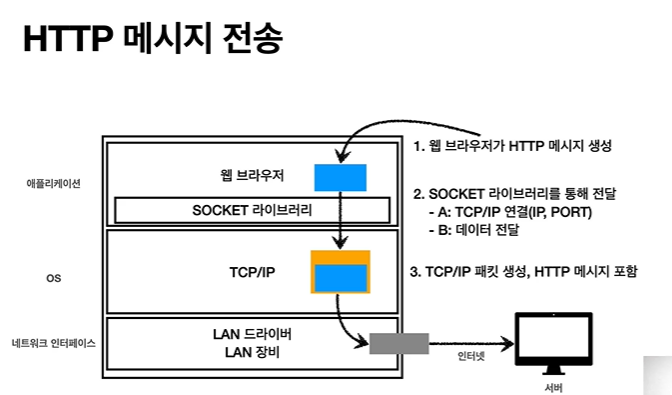 HTTP 메시지 전송
1. 웹 브라우저가 HTTP 메시지 생성
애플리케이션
웹 브라우저
2. SOCKET 라이브러리를 통해 전달
- A: TCP/IP 연결(IP, PORT)
- B: 데이터 전달
SOCKET 라이브러리
OS
TCP/IP
3. TCP/IP 패킷 생성, HTTP 메시지 포함
네트워크 인터페이스
LAN 드라이버
LAN 장비
인터넷
서버